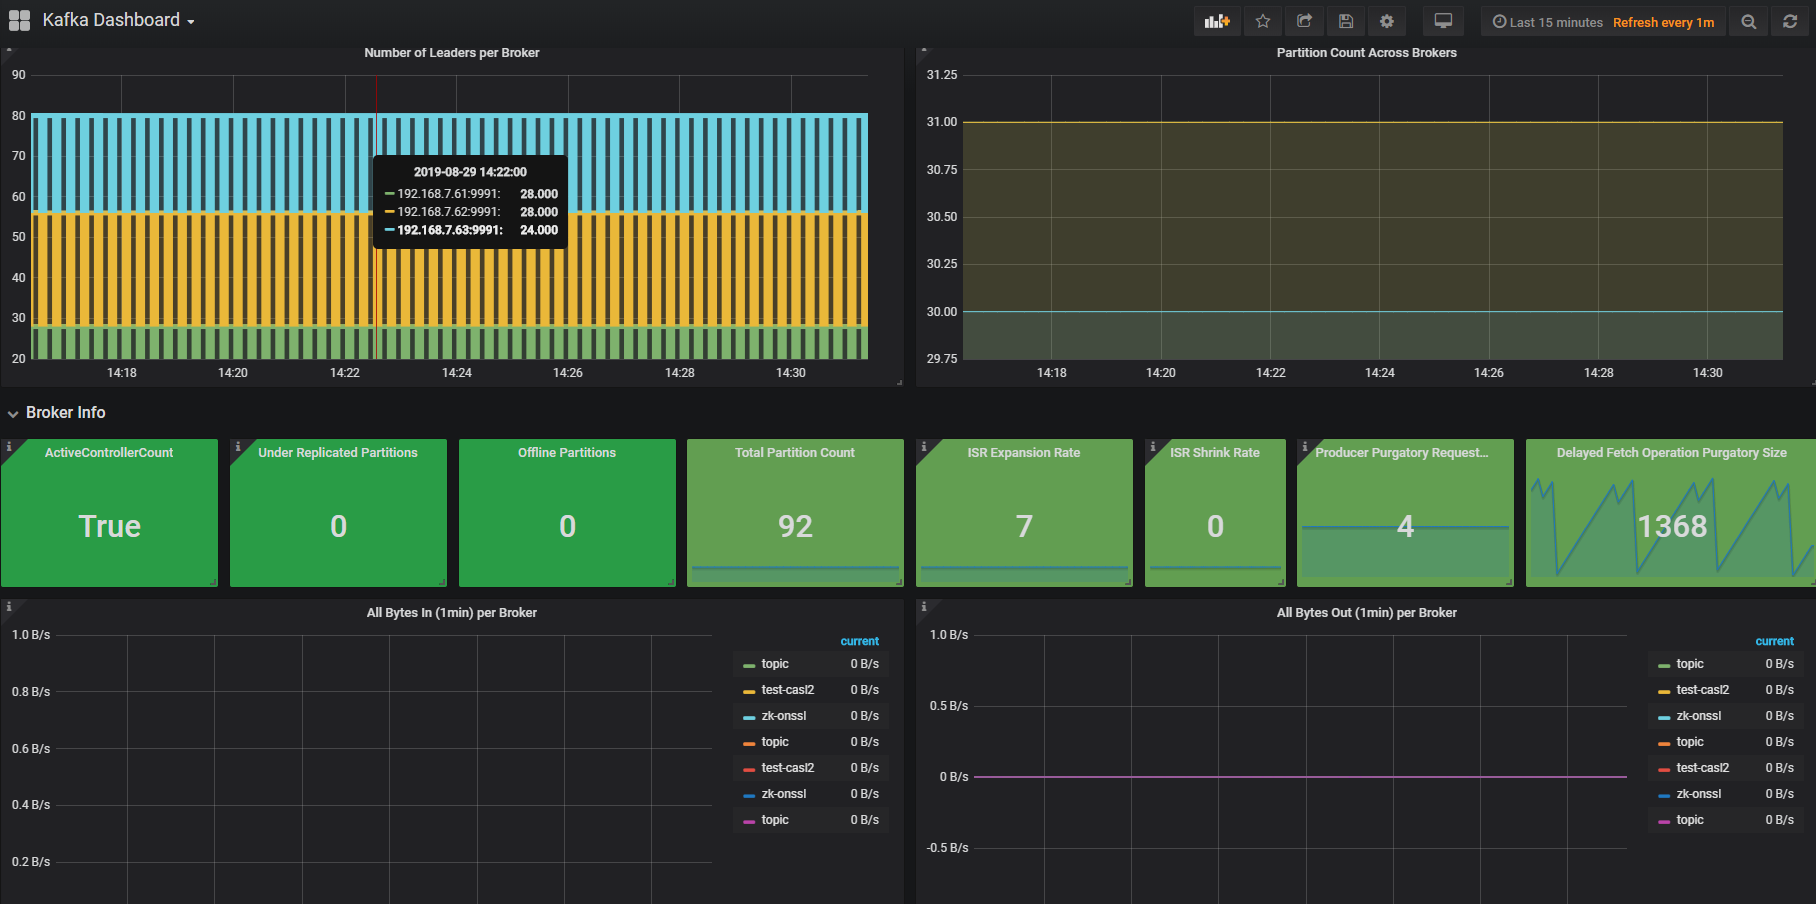 Kafka Dashboard
Last 15 minutes Refresh every 1m
Number of Leaders per Broker
90
80
70
60
50
40
30
20
14:18 14:20 14:22 14:24 14:26 14:28 14:30
2019-08-29 14:22:00
192.168.7.61:9991: 28.000
192.168.7.62:9991: 28.000
192.168.7.63:9991: 24.000
Partition Count Across Brokers
31.25
31.00
30.75
30.50
30.25
30.00
29.75
14:18 14:20 14:22 14:24 14:26 14:28 14:30
Broker Info
ActiveControllerCount
True
Under Replicated Partitions
0
Offline Partitions
0
Total Partition Count
92
ISR Expansion Rate
7
ISR Shrink Rate
0
Producer Purgatory Request...
4
Delayed Fetch Operation Purgatory Size
1368
All Bytes In (1min) per Broker
1.0 B/s
0.8 B/s
0.6 B/s
0.4 B/s
0.2 B/s
current
topic 0 B/s
test-casl2 0 B/s
zk-onssl 0 B/s
topic 0 B/s
test-casl2 0 B/s
zk-onssl 0 B/s
topic 0 B/s
All Bytes Out (1min) per Broker
1.0 B/s
0.5 B/s
0 B/s
-0.5 B/s
current
topic 0 B/s
test-casl2 0 B/s
zk-onssl 0 B/s
topic 0 B/s
test-casl2 0 B/s
zk-onssl 0 B/s
topic 0 B/s